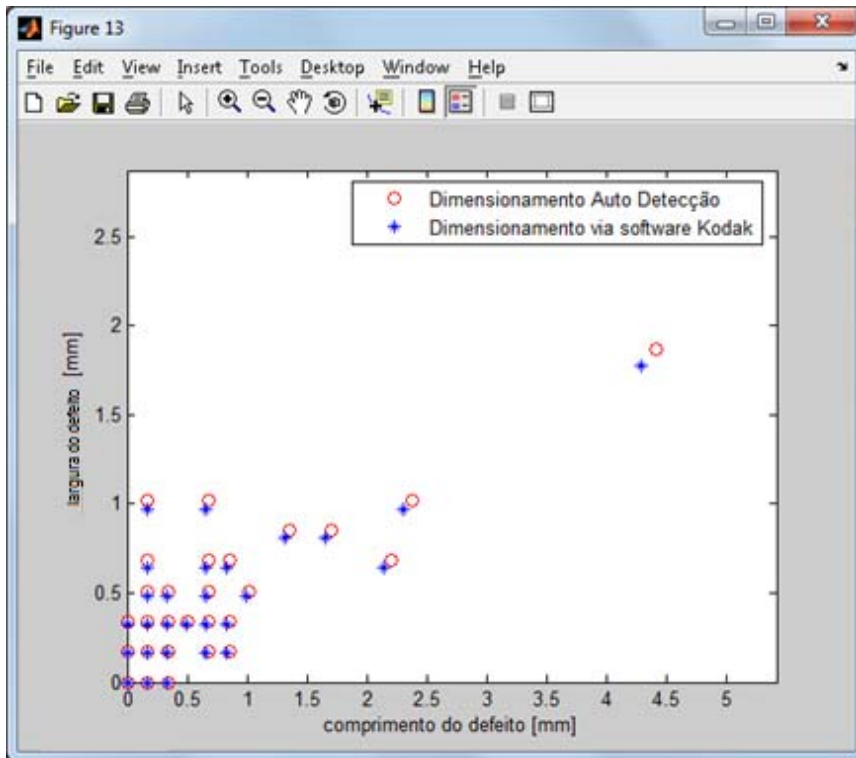 Figure 13
File Edit View Insert Tools Desktop Window Help
Dimensionamento Auto Detecção
Dimensionamento via software Kodak
largura do defeito [mm]
2.5
2
1.5
1
0.5
0
0 0.5 1 1.5 2 2.5 3 3.5 4 4.5 5
comprimento do defeito [mm]